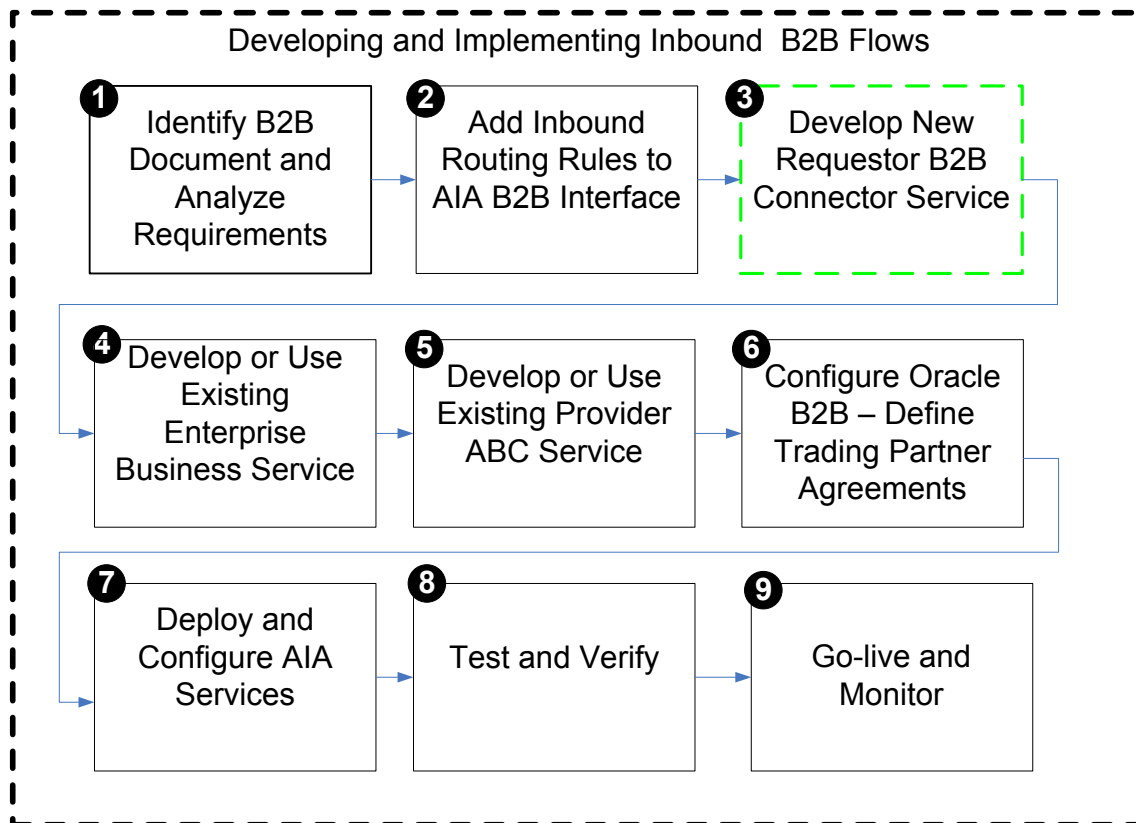 Developing and Implementing Inbound B2B Flows
1
Identify B2B
Document and
Analyze
Requirements
2
Add Inbound
Routing Rules to
AIA B2B Interface
3
Develop New
Requestor B2B
Connector Service
4
Develop or Use
Existing
Enterprise
Business Service
5
Develop or Use
Existing Provider
ABC Service
6
Configure Oracle
B2B – Define
Trading Partner
Agreements
7
Deploy and
Configure AIA
Services
8
Test and Verify
9
Go-live and
Monitor